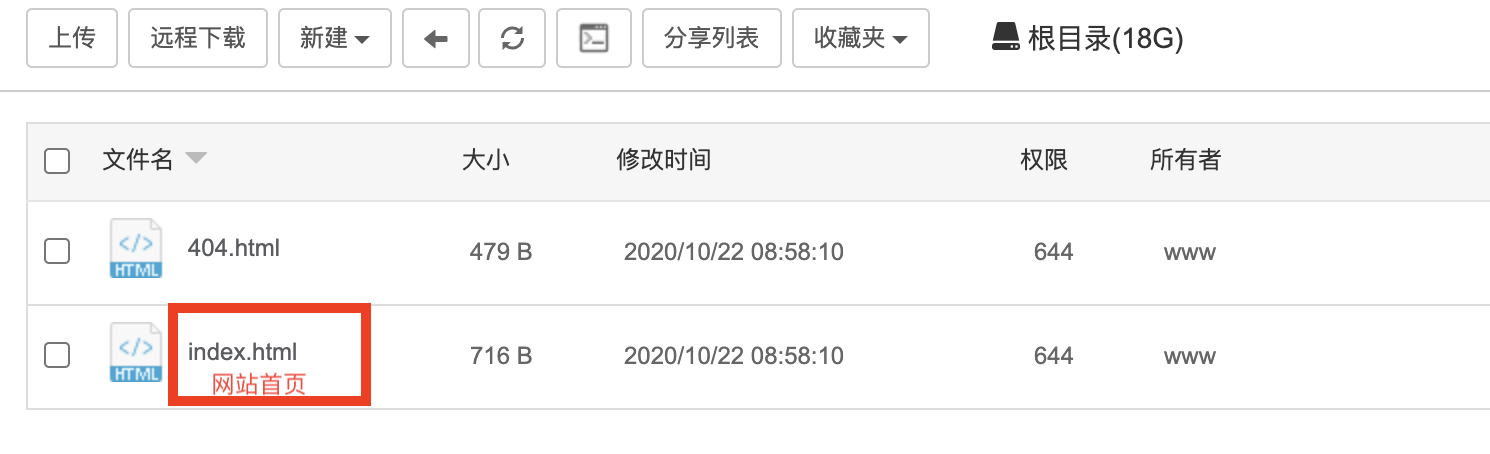 上传 远程下载 新建 分享列表 收藏夹 根目录(18G)
文件名 大小 修改时间 权限 所有者
</> HTML 404.html 479 B 2020/10/22 08:58:10 644 www
</> HTML index.html 716 B 2020/10/22 08:58:10 644 www
网站首页